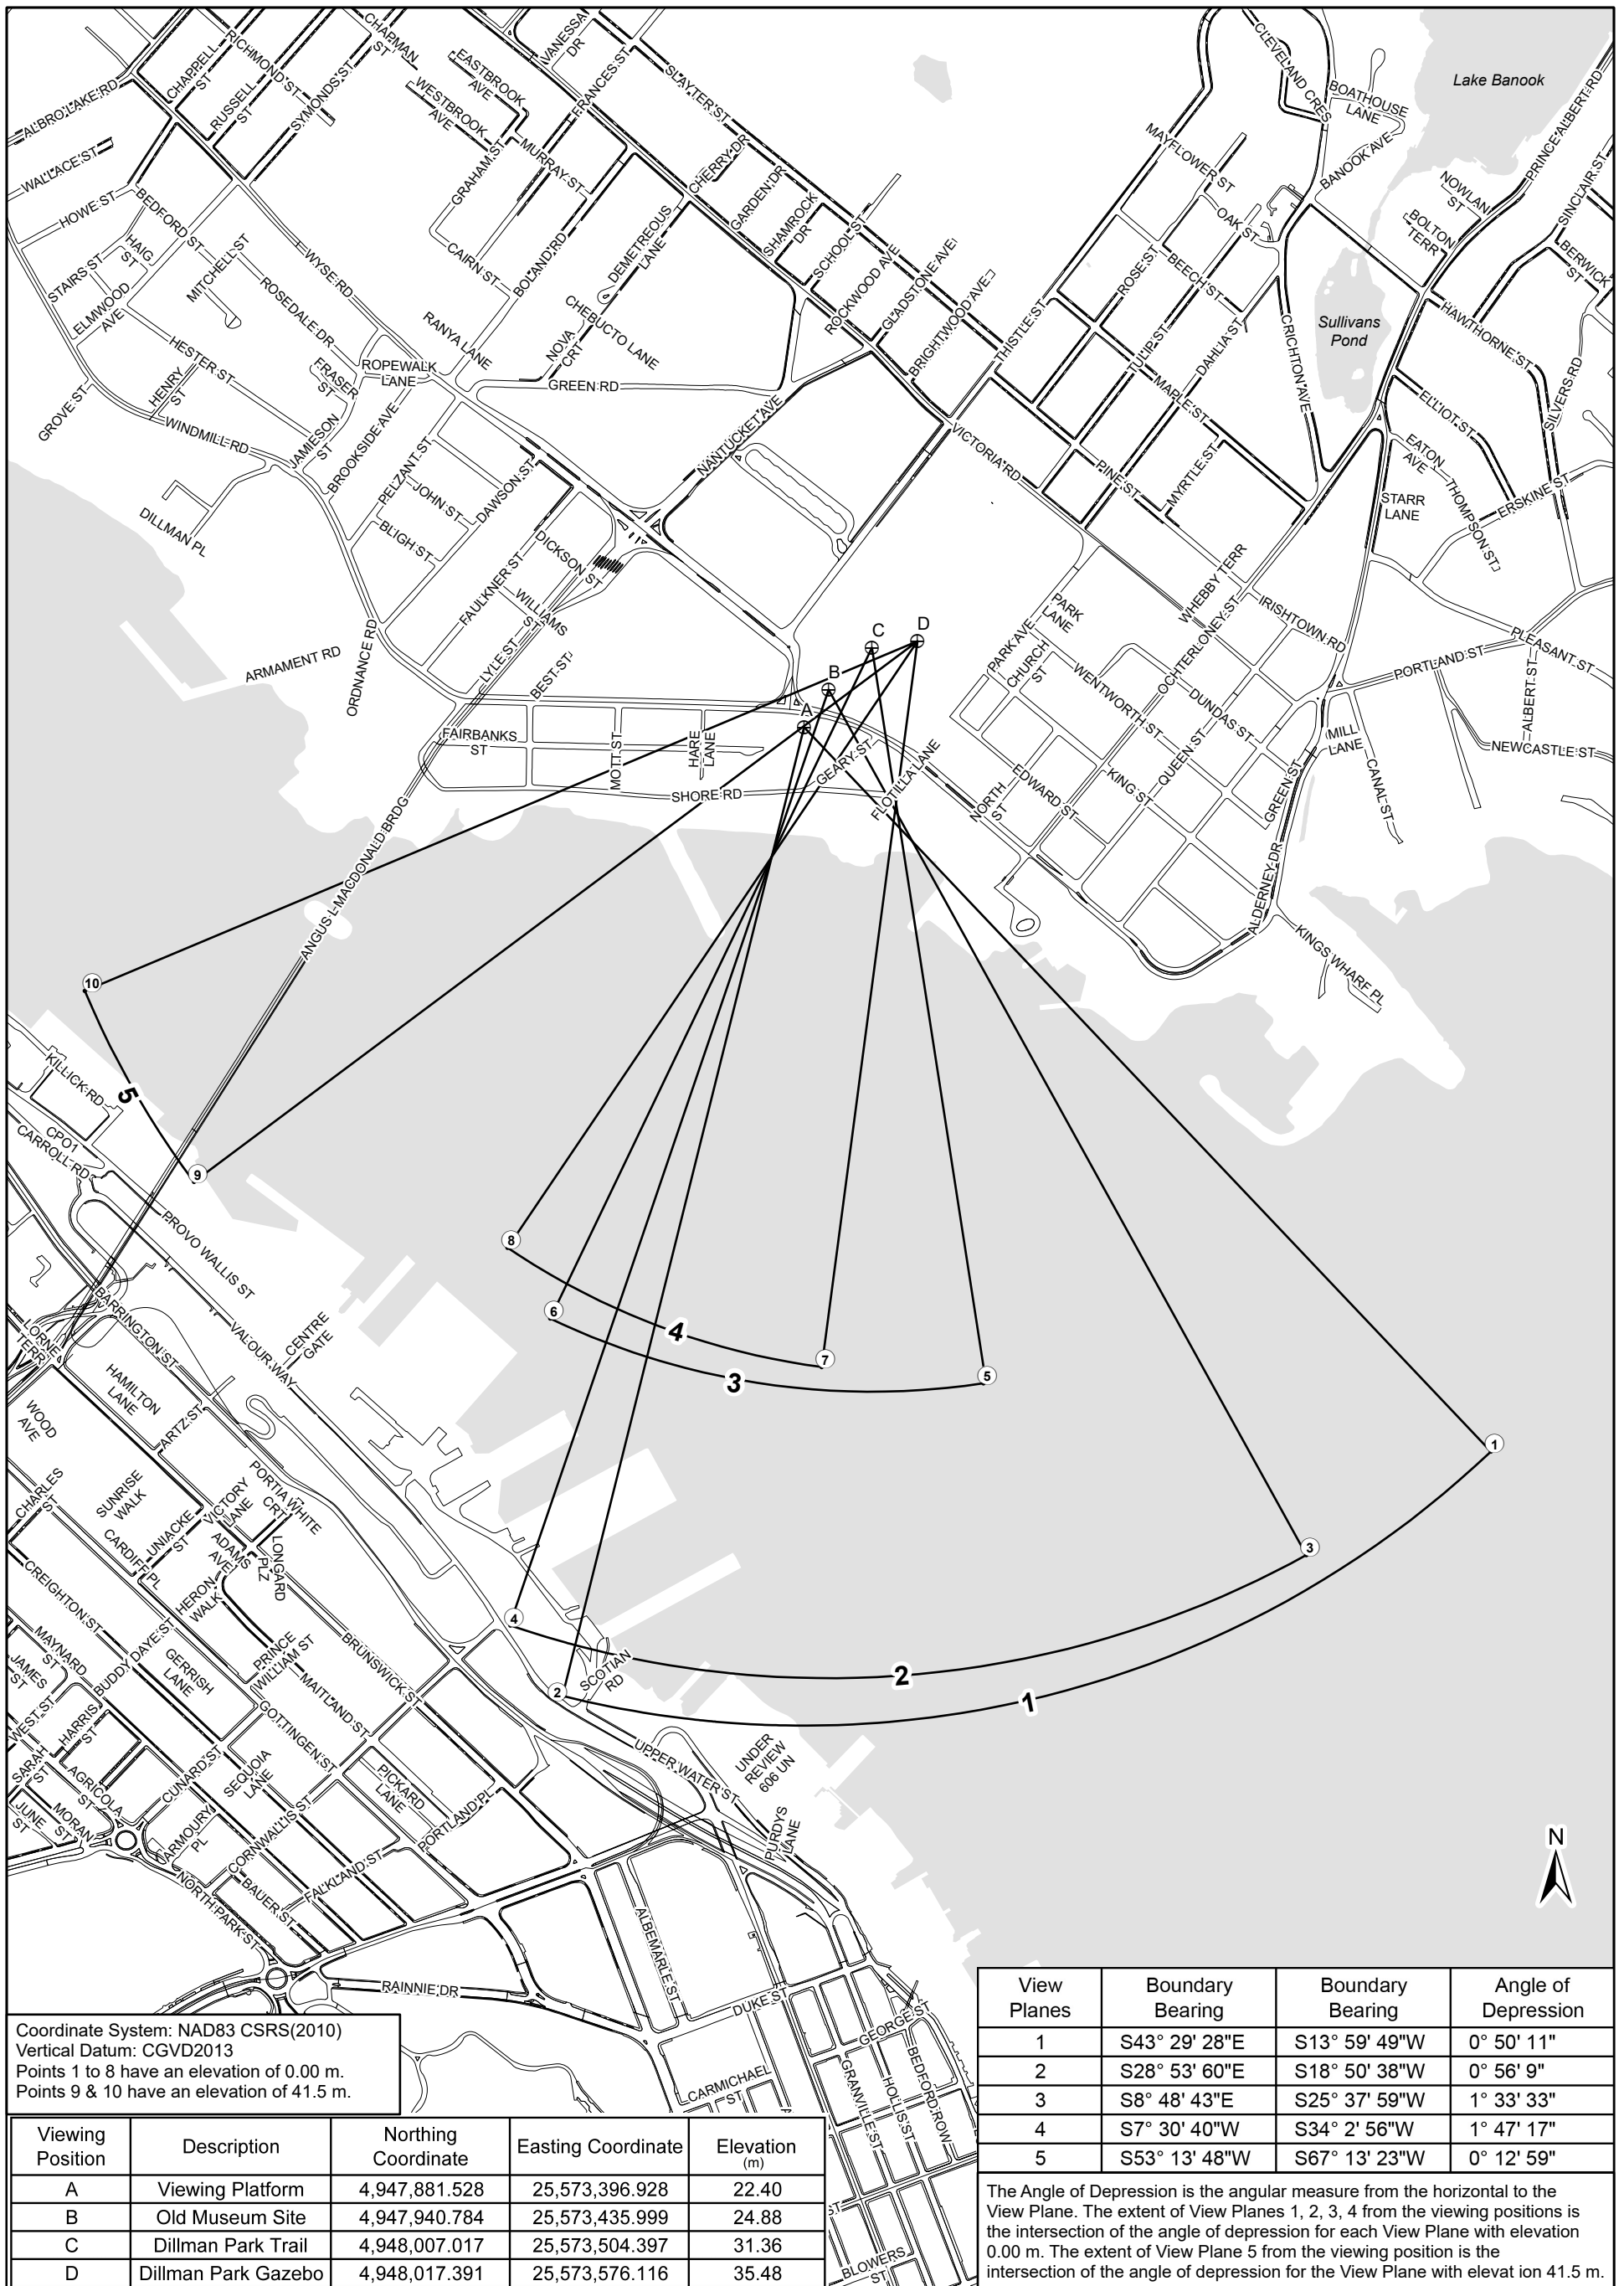 CHAPPELL ST
RICHMOND ST
RUSSELL ST
SYMONDS ST
CHAPMAN ST
EASTBROOK AVE
WESTBROOK AVE
VANESSA DR
FRANCES ST
SLAYTER ST
CLEVELAND CRES
BOATHOUSE LANE
Lake Banook
PRINCE ALBERT RD
ALBRO LAKE RD
WALLACE ST
HOWE ST
BEDFORD ST
HAIG ST
STAIRS ST
ELMWOOD AVE
MITCHELL ST
WYSE RD
ROSEDALE DR
GRAHAM ST
MURRAY ST
CAIRN ST
BOLAND RD
DEMETREOUS LANE
CHERRY DR
GARDEN DR
SHAMROCK DR
SCHOOL ST
ROCKWOOD AVE
GLADSTONE AVE
BRIGHTWOOD AVE
MAYFLOWER ST
OAK ST
BANOOK AVE
NOWLAN ST
BOLTON TERR
SINCLAIR ST
BERWICK ST
ROSE ST
BEECH ST
THISTLE ST
TULIP ST
DAHLIA ST
CRICHTON AVE
MAPLE ST
Sullivans
Pond
HAWTHORNE ST
SILVERS RD
ELLIOT ST
HESTER ST
HENRY ST
FRASER ST
ROPEWALK LANE
RANYA LANE
NOVA CRT
CHEBUCTO LANE
GREEN RD
GROVE ST
WINDMILL RD
JAMIESON ST
BROOKSIDE AVE
PELZANT ST
JOHN ST
DAWSON ST
BLIGH ST
NANTUCKET AVE
VICTORIA RD
PINE ST
MYRTLE ST
EATON AVE
THOMPSON ST
STARR LANE
ERSKINE ST
DILLMAN PL
DICKSON ST
FAULKNER ST
WILLIAMS ST
LYLE ST
BEST ST
ARMAMENT RD
ORDNANCE RD
WHEBBY TERR
IRISHTOWN RD
PARK LANE
PARK AVE
CHURCH ST
OCHTERLONEY ST
WENTWORTH ST
DUNDAS ST
PORTLAND ST
PLEASANT ST
ALBERT ST
NEWCASTLE ST
MILL LANE
CANAL ST
QUEEN ST
KING ST
EDWARD ST
NORTH ST
GREEN ST
ALDERNEY DR
KINGS WHARF PL
D
C
B
A
FAIRBANKS ST
MOTT ST
HARE LANE
GEARY ST
SHORE RD
FLOTILLA LANE
ANGUS L MACDONALD BRDG
10
5
9
KILLICK RD
CPO1
CARROLL RD
PROVO WALLIS ST
8
6
4
7
3
5
BARRINGTON ST
LORNE TERR
VALOUR WAY
CENTRE GATE
HAMILTON LANE
ARTZ ST
WOOD AVE
CHARLES ST
SUNRISE WALK
VICTORY LANE
PORTIA WHITE CRT
UNIACKE ST
CARDIFF PL
ADAMS AVE
LONGARD PLZ
HERON WALK
CREIGHTON ST
1
3
4
2
2
1
SCOTIAN RD
MAYNARD ST
JAMES ST
BUDDY DAYE ST
GERRISH LANE
PRINCE WILLIAM ST
BRUNSWICK ST
MAITLAND ST
WEST ST
HARRIS ST
GOTTINGEN ST
SARAH ST
AGRICOLA ST
CUNARD ST
SEQUOIA LANE
PICKARD LANE
PORTLAND PL
JUNE ST
MORAN ST
ARMOURY PL
CORNWALLIS ST
FALKLAND ST
BAUER ST
NORTH PARK ST
UPPER WATER ST
UNDER REVIEW 606 UN
PURDYS LANE
ALBEMARLE ST
RAINNIE DR
DUKE ST
GEORGE ST
BEDFORD ROW
HOLLIS ST
GRANVILLE ST
CARMICHAEL ST
BLOWERS ST
ST
N
Coordinate System: NAD83 CSRS(2010)
Vertical Datum: CGVD2013
Points 1 to 8 have an elevation of 0.00 m.
Points 9 & 10 have an elevation of 41.5 m.
Viewing Position Description Northing Coordinate Easting Coordinate Elevation (m)
A Viewing Platform 4,947,881.528 25,573,396.928 22.40
B Old Museum Site 4,947,940.784 25,573,435.999 24.88
C Dillman Park Trail 4,948,007.017 25,573,504.397 31.36
D Dillman Park Gazebo 4,948,017.391 25,573,576.116 35.48
View Planes Boundary Bearing Boundary Bearing Angle of Depression
1 S43° 29' 28"E S13° 59' 49"W 0° 50' 11"
2 S28° 53' 60"E S18° 50' 38"W 0° 56' 9"
3 S8° 48' 43"E S25° 37' 59"W 1° 33' 33"
4 S7° 30' 40"W S34° 2' 56"W 1° 47' 17"
5 S53° 13' 48"W S67° 13' 23"W 0° 12' 59"
The Angle of Depression is the angular measure from the horizontal to the
View Plane. The extent of View Planes 1, 2, 3, 4 from the viewing positions is
the intersection of the angle of depression for each View Plane with elevation
0.00 m. The extent of View Plane 5 from the viewing position is the
intersection of the angle of depression for the View Plane with elevat ion 41.5 m.